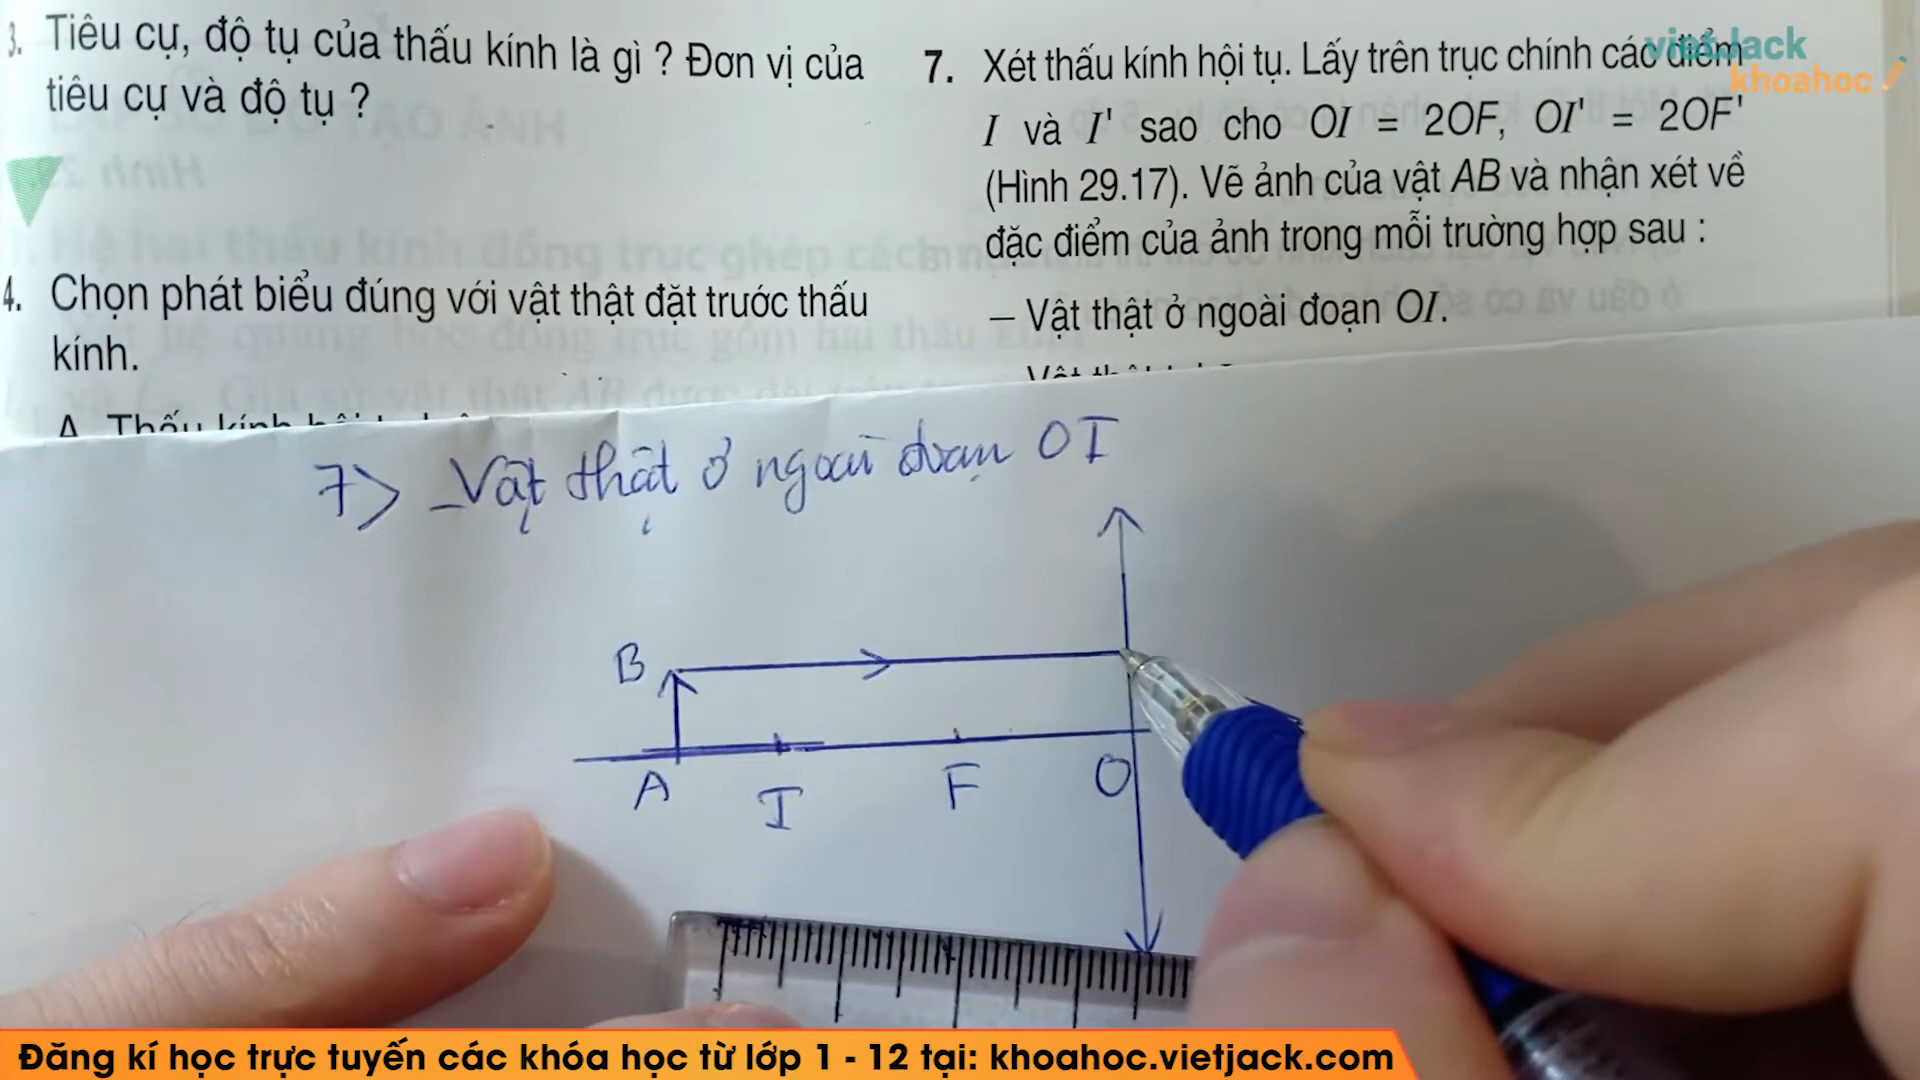 3. Tiêu cự, độ tụ của thấu kính là gì ? Đơn vị của
tiêu cự và độ tụ ?
4. Chọn phát biểu đúng với vật thật đặt trước thấu
kính.
A. Thấu kính
7. Xét thấu kính hội tụ. Lấy trên trục chính các điểm
I và I' sao cho OI = 2OF, OI' = 2OF'
(Hình 29.17). Vẽ ảnh của vật AB và nhận xét về
đặc điểm của ảnh trong mỗi trường hợp sau :
– Vật thật ở ngoài đoạn OI.
vietJack
khoahoc
7> – Vật thật ở ngoài đoạn OI
B
A
I
F
O
Đăng kí học trực tuyến các khóa học từ lớp 1 - 12 tại: khoahoc.vietjack.com